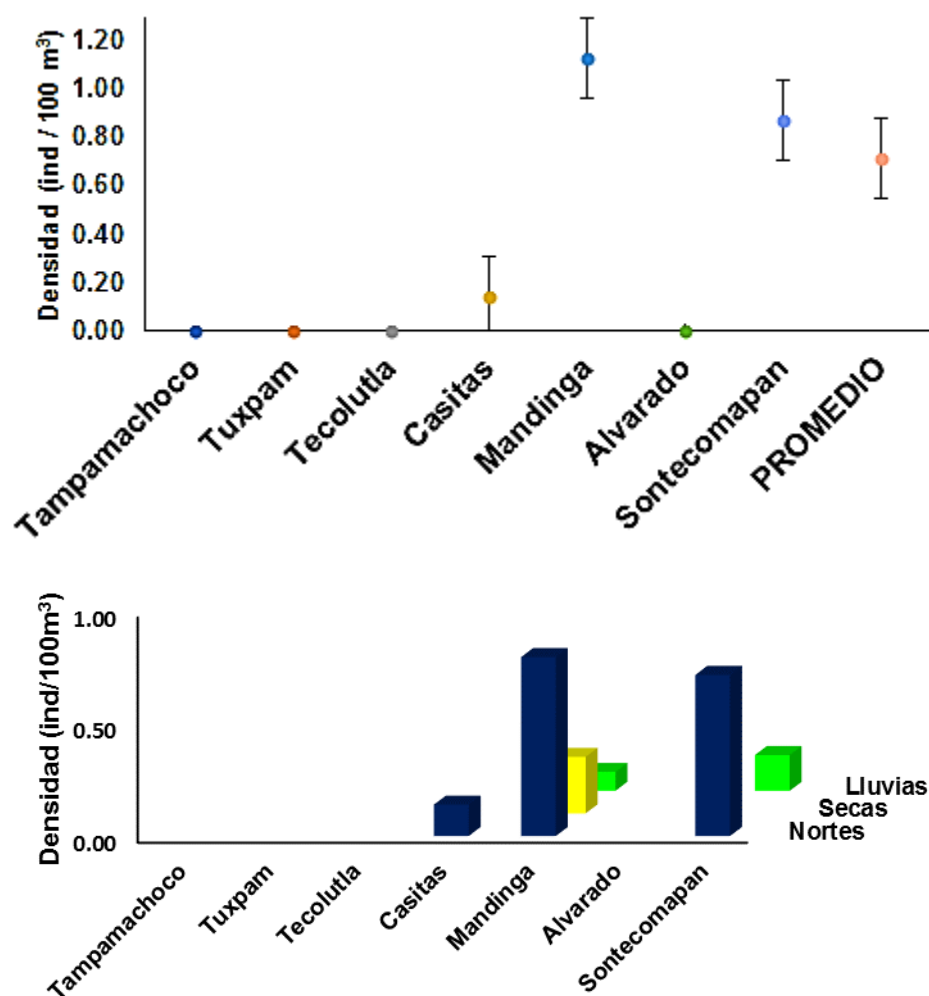 Densidad (ind / 100 m³)
1.20
1.00
0.80
0.60
0.40
0.20
0.00
Tampamachoco
Tuxpam
Tecolutla
Casitas
Mandinga
Alvarado
Sontecomapan
PROMEDIO
Densidad (ind/100m³)
1.00
0.50
0.00
Lluvias
Secas
Nortes
Tampamachoco
Tuxpam
Tecolutla
Casitas
Mandinga
Alvarado
Sontecomapan